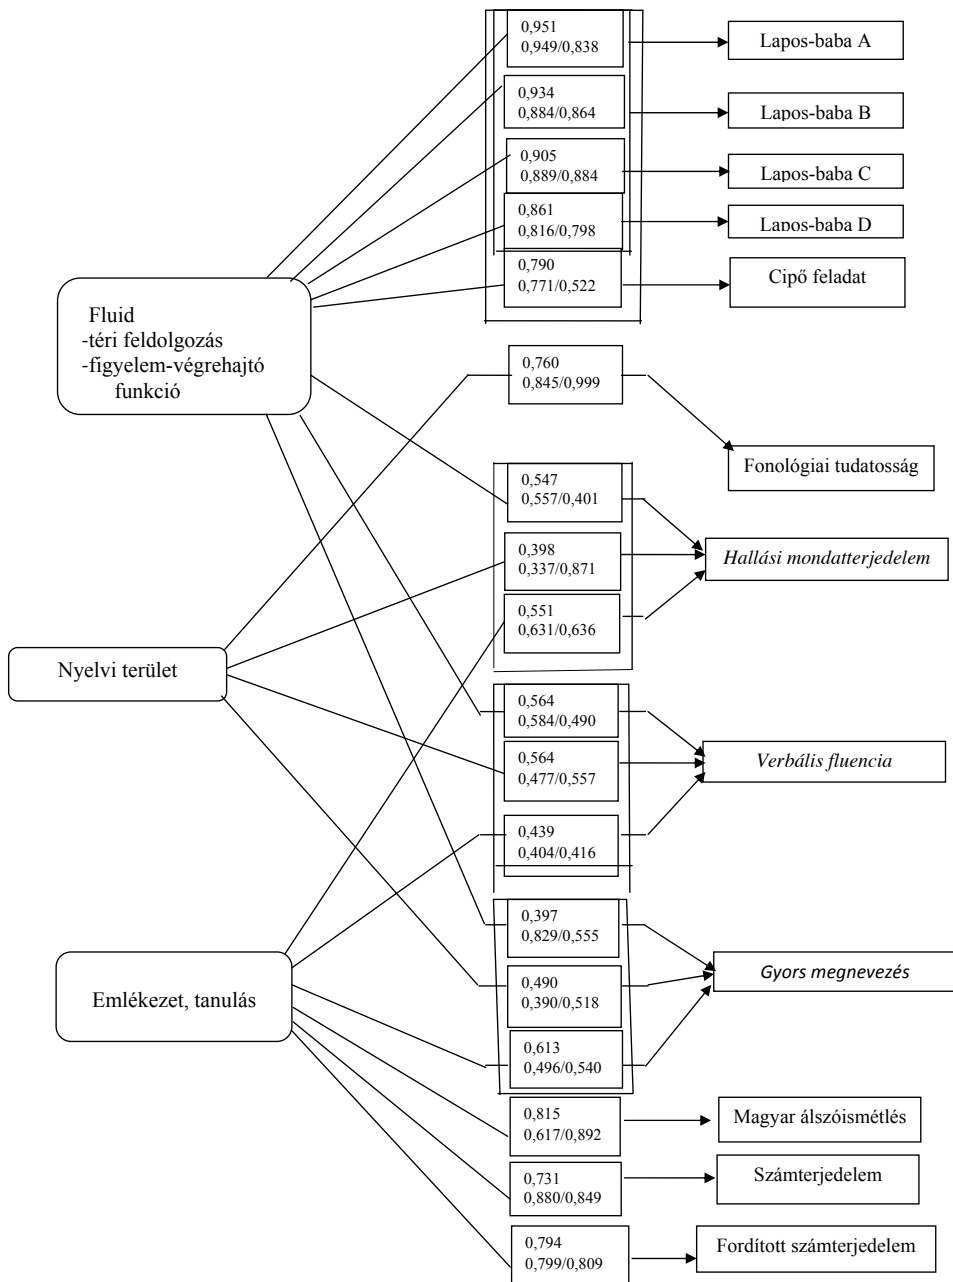 0,951
0,949/0,838
Lapos-baba A
0,934
0,884/0,864
Lapos-baba B
0,905
0,889/0,884
Lapos-baba C
0,861
0,816/0,798
Lapos-baba D
0,790
0,771/0,522
Cipő feladat
Fluid
-téri feldolgozás
-figyelem-végrehajtó
funkció
0,760
0,845/0,999
Fonológiai tudatosság
0,547
0,557/0,401
0,398
0,337/0,871
Hallási mondatterjedelem
0,551
0,631/0,636
Nyelvi terület
0,564
0,584/0,490
0,564
0,477/0,557
Verbális fluencia
0,439
0,404/0,416
0,397
0,829/0,555
0,490
0,390/0,518
Gyors megnevezés
Emlékezet, tanulás
0,613
0,496/0,540
0,815
0,617/0,892
Magyar álszóismétlés
0,731
0,880/0,849
Számterjedelem
0,794
0,799/0,809
Fordított számterjedelem